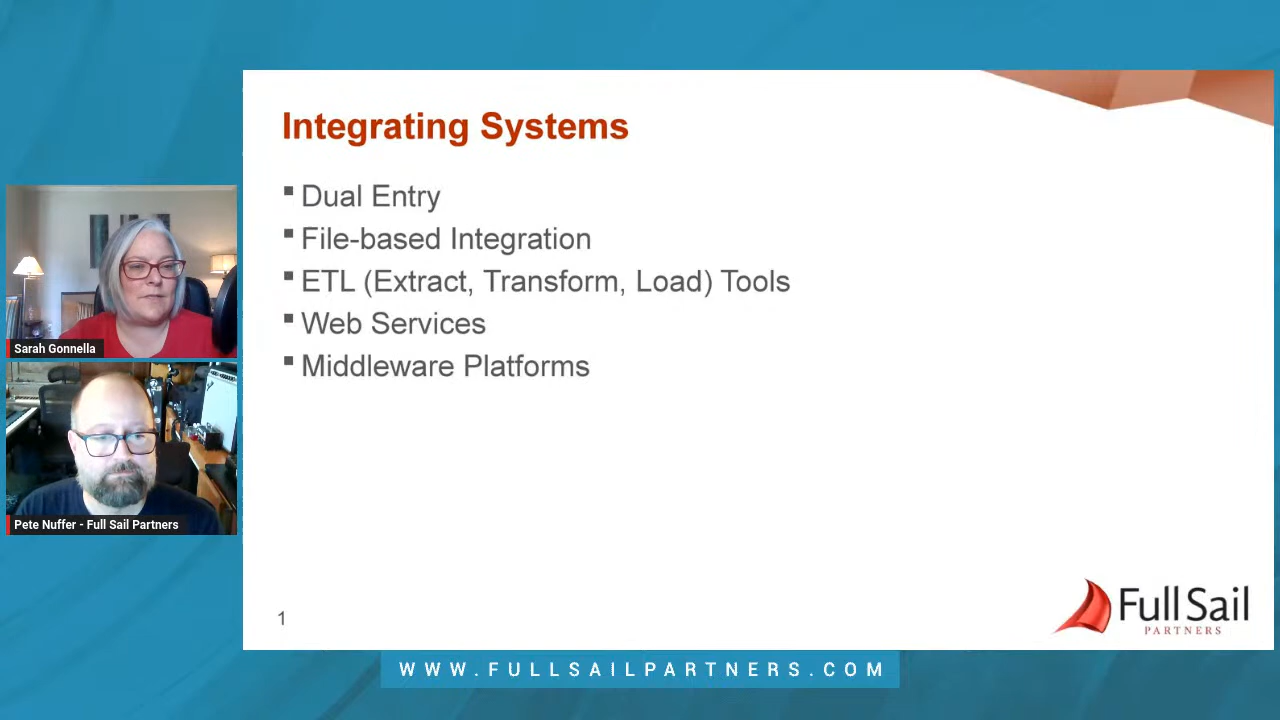 Integrating Systems
Dual Entry
File-based Integration
ETL (Extract, Transform, Load) Tools
Web Services
Middleware Platforms
Sarah Gonnella
Pete Nuffer - Full Sail Partners
1
Full Sail
PARTNERS
WWW.FULLSAILPARTNERS.COM